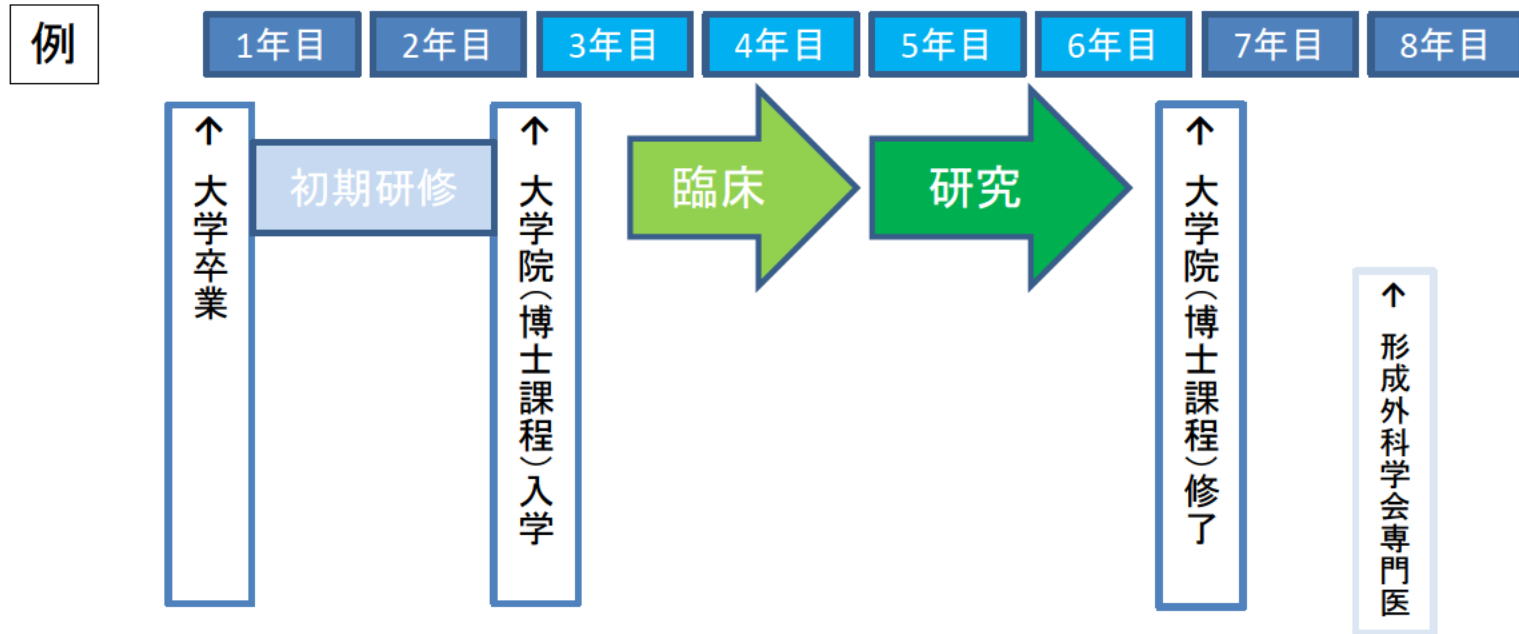 例
1年目
2年目
3年目
4年目
5年目
6年目
7年目
8年目
↑ 大学卒業
初期研修
↑ 大学院（博士課程）入学
臨床
研究
↑ 大学院（博士課程）修了
↑ 形成外科学会専門医